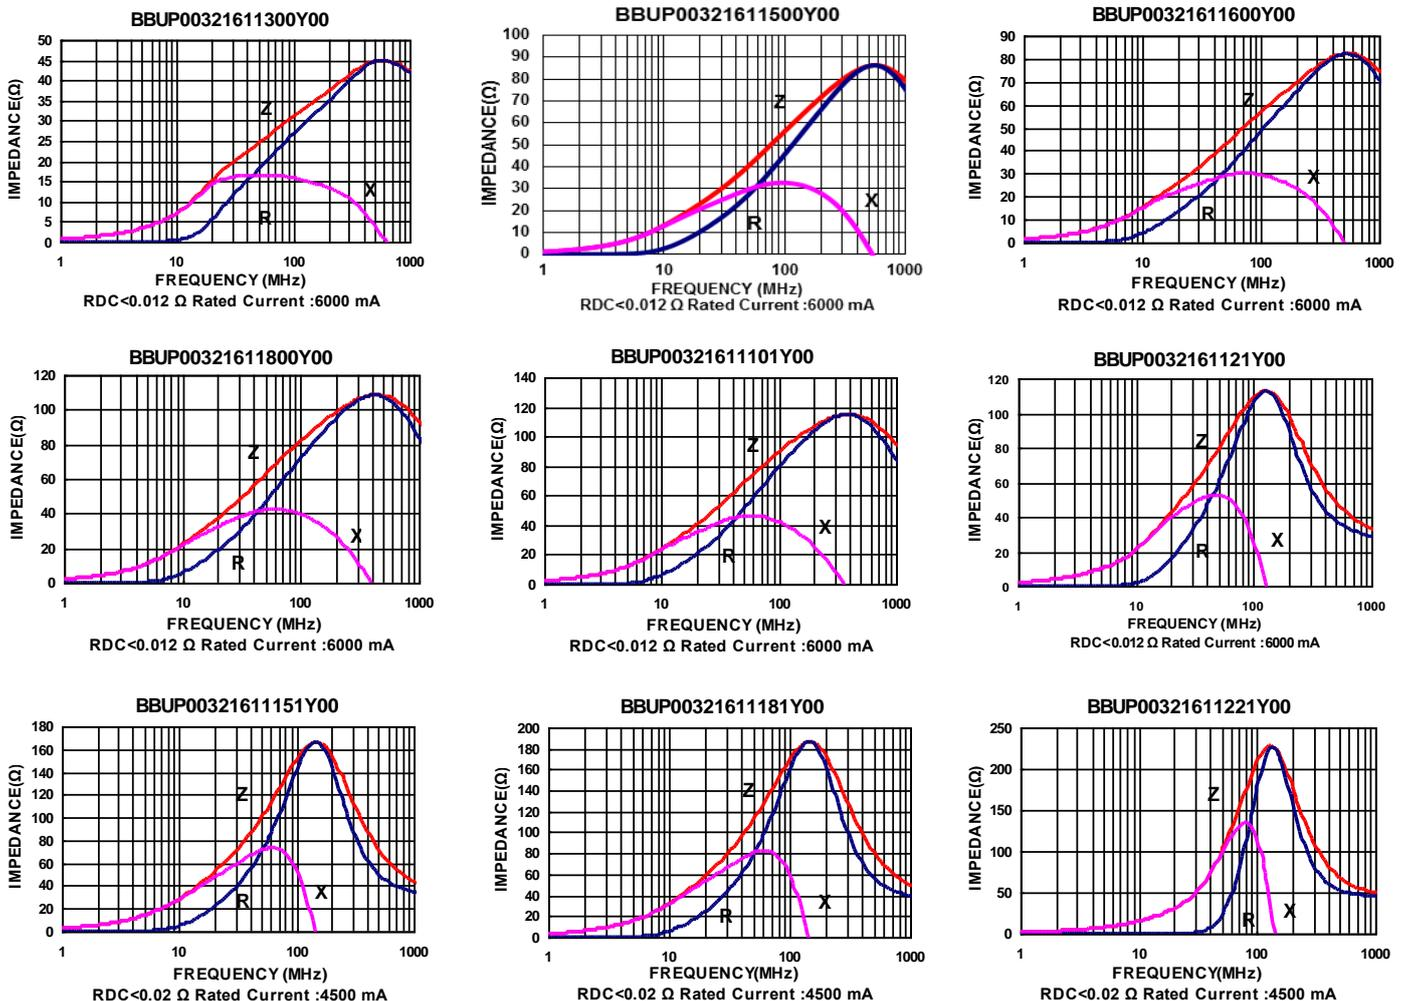 BBUP00321611300Y00
50
45
40
35
30
25
20
15
10
5
0
IMPEDANCE(Ω)
Z
X
R
1 10 100 1000
FREQUENCY (MHz)
RDC<0.012 Ω Rated Current :6000 mA
BBUP00321611500Y00
100
90
80
70
60
50
40
30
20
10
0
IMPEDANCE(Ω)
Z
X
R
1 10 100 1000
FREQUENCY (MHz)
RDC<0.012 Ω Rated Current :6000 mA
BBUP00321611600Y00
90
80
70
60
50
40
30
20
10
0
IMPEDANCE(Ω)
Z
X
R
1 10 100 1000
FREQUENCY (MHz)
RDC<0.012 Ω Rated Current :6000 mA
BBUP00321611800Y00
120
100
80
60
40
20
0
IMPEDANCE(Ω)
Z
X
R
1 10 100 1000
FREQUENCY (MHz)
RDC<0.012 Ω Rated Current :6000 mA
BBUP00321611101Y00
140
120
100
80
60
40
20
0
IMPEDANCE(Ω)
Z
X
R
1 10 100 1000
FREQUENCY (MHz)
RDC<0.012 Ω Rated Current :6000 mA
BBUP0032161121Y00
120
100
80
60
40
20
0
IMPEDANCE(Ω)
Z
X
R
1 10 100 1000
FREQUENCY (MHz)
RDC<0.012 Ω Rated Current :6000 mA
BBUP00321611151Y00
180
160
140
120
100
80
60
40
20
0
IMPEDANCE(Ω)
Z
X
R
1 10 100 1000
FREQUENCY (MHz)
RDC<0.02 Ω Rated Current :4500 mA
BBUP00321611181Y00
200
180
160
140
120
100
80
60
40
20
0
IMPEDANCE(Ω)
Z
X
R
1 10 100 1000
FREQUENCY(MHz)
RDC<0.02 Ω Rated Current :4500 mA
BBUP00321611221Y00
250
200
150
100
50
0
IMPEDANCE(Ω)
Z
X
R
1 10 100 1000
FREQUENCY(MHz)
RDC<0.02 Ω Rated Current :4500 mA